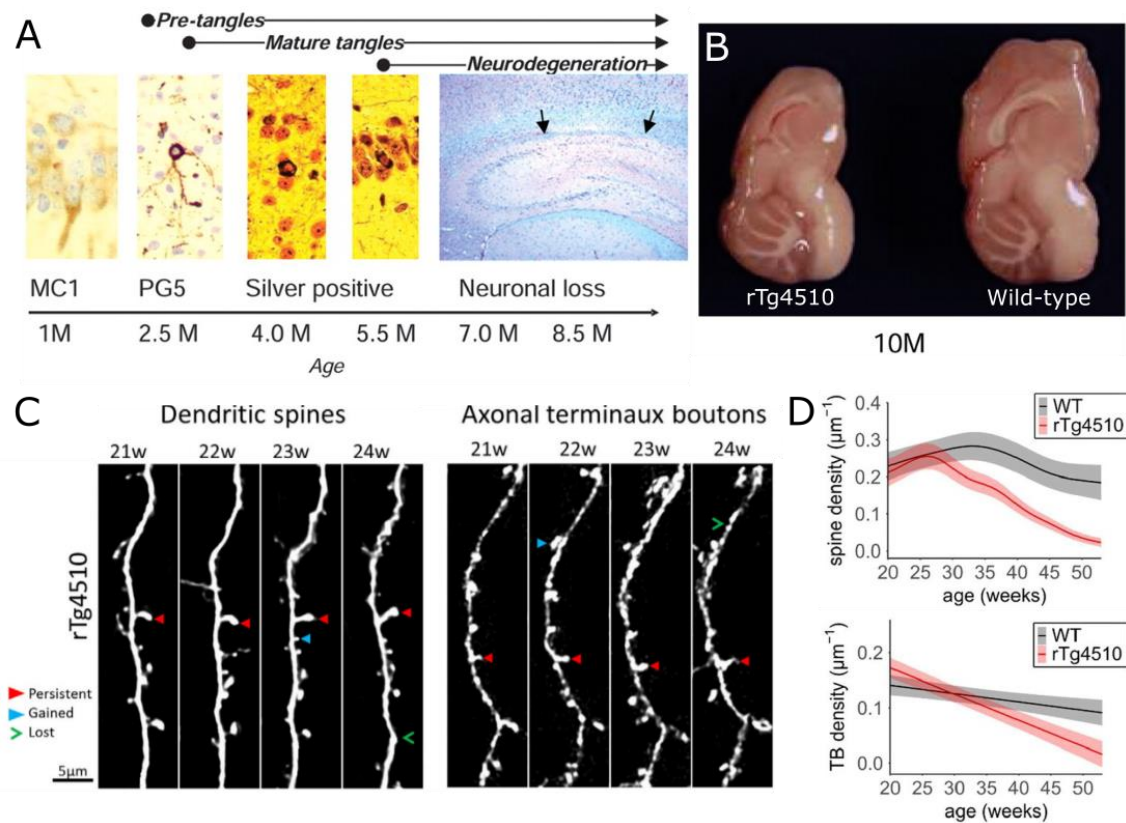 A
Pre-tangles
Mature tangles
Neurodegeneration
MC1 PG5 Silver positive Neuronal loss
1M 2.5 M 4.0 M 5.5 M 7.0 M 8.5 M
Age
B
rTg4510 Wild-type
10M
C
Dendritic spines
21w 22w 23w 24w
rTg4510
Persistent
Gained
Lost
5µm
Axonal terminaux boutons
21w 22w 23w 24w
D
WT
rTg4510
spine density (µm⁻¹)
0.4
0.3
0.2
0.1
0.0
20 25 30 35 40 45 50
age (weeks)
WT
rTg4510
TB density (µm⁻¹)
0.2
0.1
0.0
20 25 30 35 40 45 50
age (weeks)